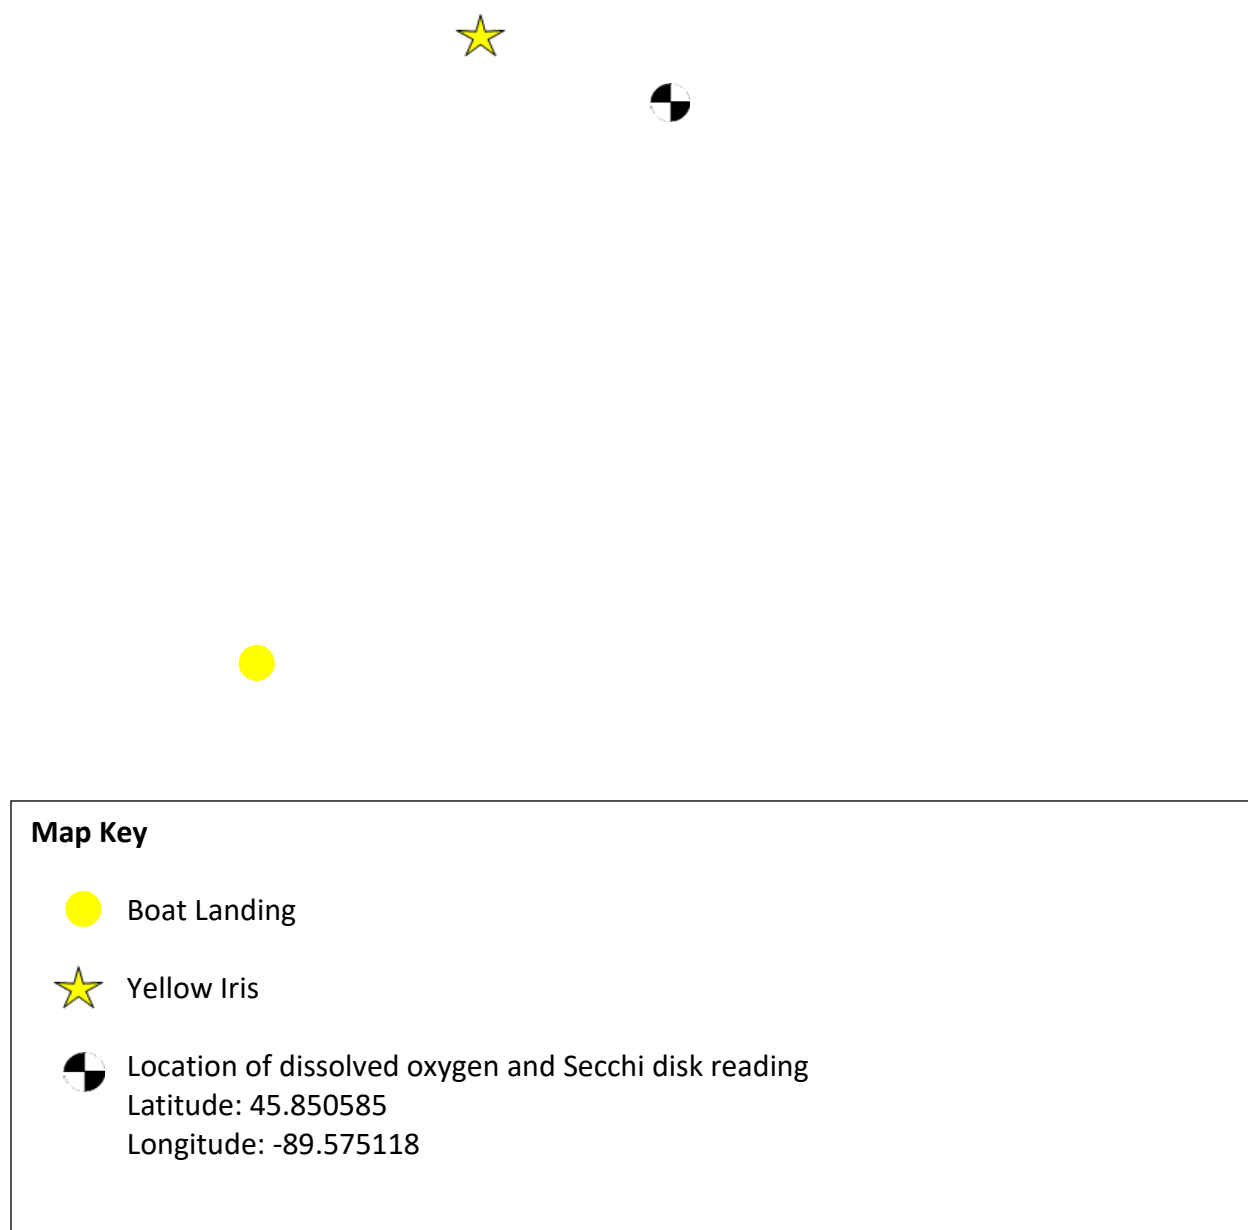 Map Key
Boat Landing
Yellow Iris
Location of dissolved oxygen and Secchi disk reading
Latitude: 45.850585
Longitude: -89.575118